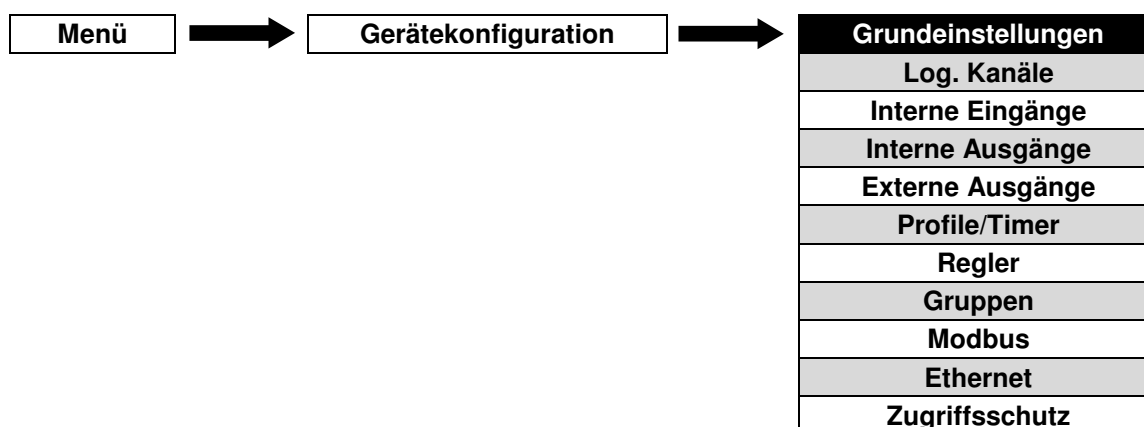 Menü Gerätekonfiguration Grundeinstellungen
Log. Kanäle
Interne Eingänge
Interne Ausgänge
Externe Ausgänge
Profile/Timer
Regler
Gruppen
Modbus
Ethernet
Zugriffsschutz